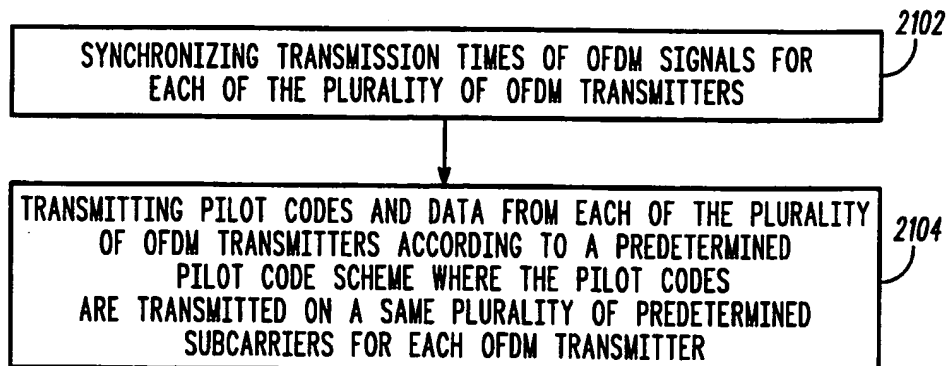 2102
SYNCHRONIZING TRANSMISSION TIMES OF OFDM SIGNALS FOR
EACH OF THE PLURALITY OF OFDM TRANSMITTERS
2104
TRANSMITTING PILOT CODES AND DATA FROM EACH OF THE PLURALITY
OF OFDM TRANSMITTERS ACCORDING TO A PREDETERMINED
PILOT CODE SCHEME WHERE THE PILOT CODES
ARE TRANSMITTED ON A SAME PLURALITY OF PREDETERMINED
SUBCARRIERS FOR EACH OFDM TRANSMITTER